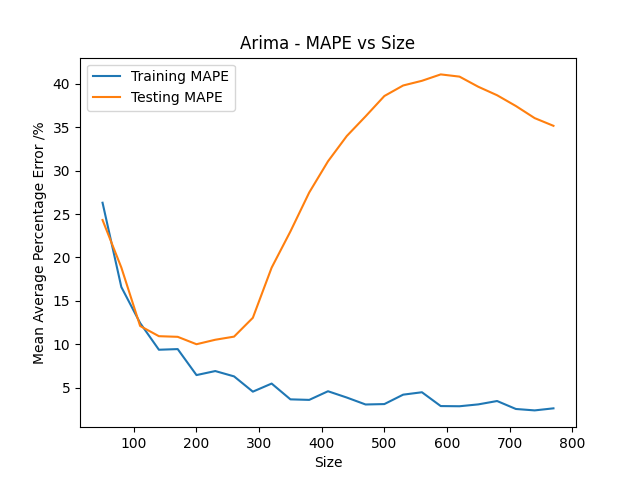 Arima - MAPE vs Size
Training MAPE
Testing MAPE
Mean Average Percentage Error /%
40
35
30
25
20
15
10
5
100 200 300 400 500 600 700 800
Size